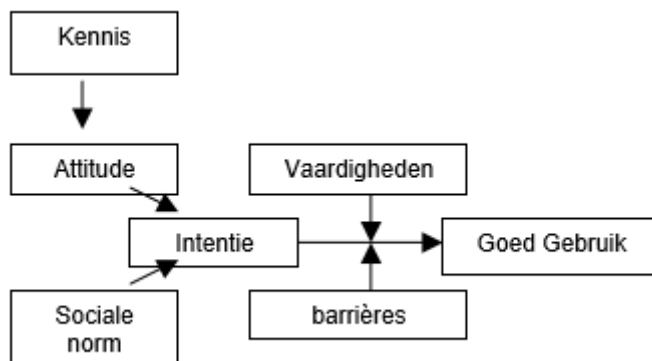 Kennis
Attitude
Vaardigheden
Intentie
Goed Gebruik
Sociale
norm
barrières